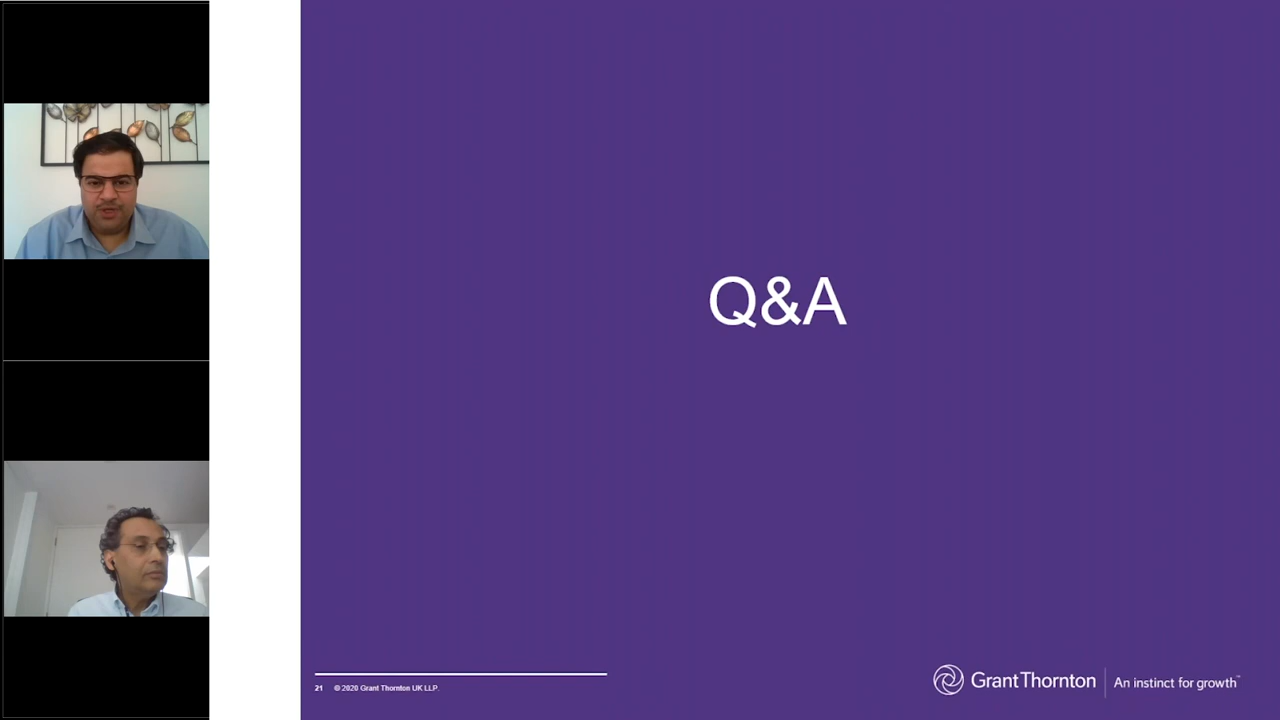 Q&A
21 © 2020 Grant Thornton UK LLP.
Grant Thornton
An instinct for growth™